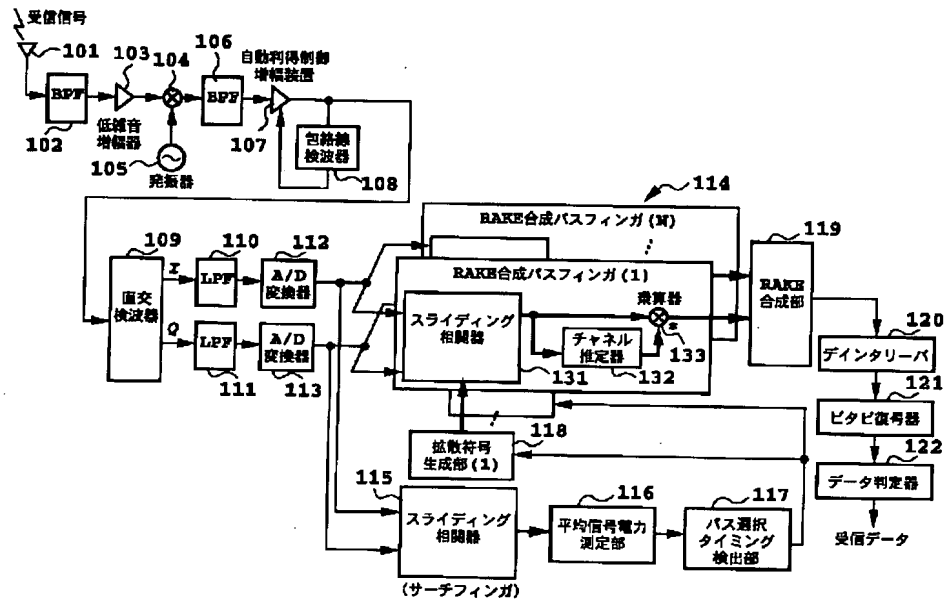 受信信号
101
103
104
106
自動利得制御
増幅装置
BPF
BPF
102
低雑音
増幅器
105
発振器
107
包絡線
検波器
108
114
RAKE合成パスフィンガ(M)
RAKE合成パスフィンガ(1)
109
110
112
119
直交
検波器
I
LPF
A/D
変換器
Q
LPF
A/D
変換器
111
113
スライディング
相関器
131
乗算器
*
133
チャネル
推定器
132
RAKE
合成部
120
デインタリーバ
121
ビタビ復号器
122
データ判定器
受信データ
拡散符号
生成部(1)
118
115
スライディング
相関器
(サーチフィンガ)
116
平均信号電力
測定部
117
パス選択
タイミング
検出部